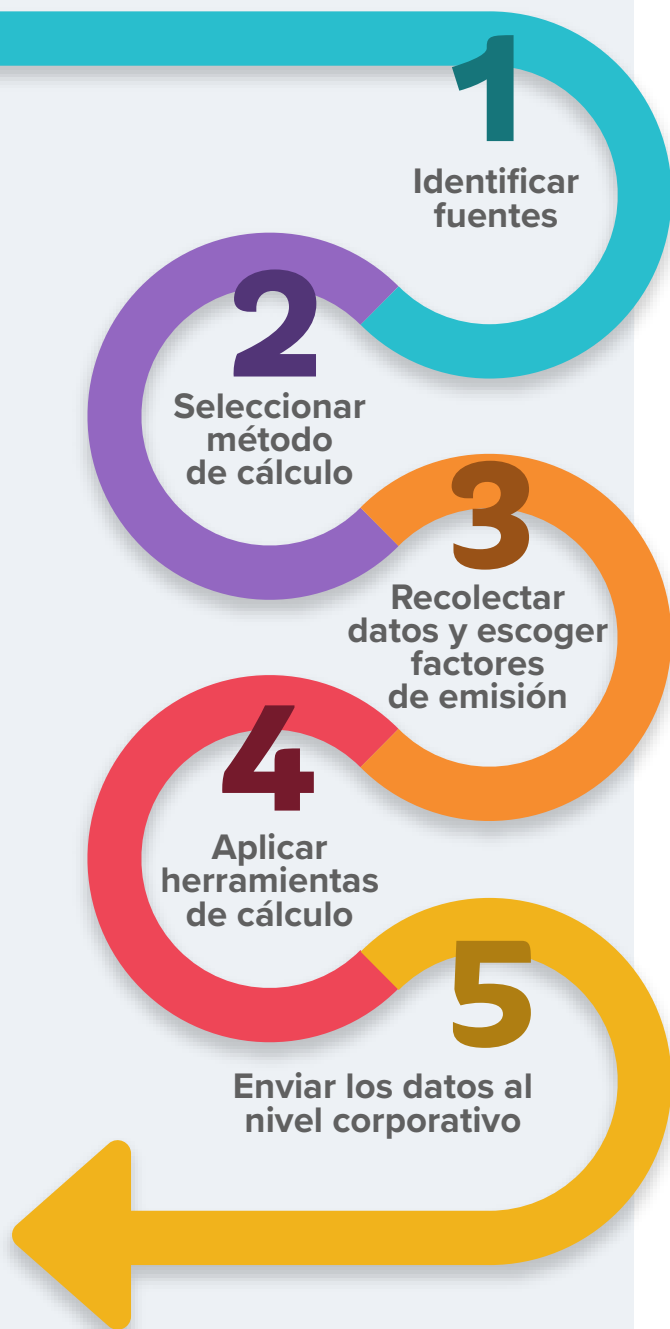 1
Identificar
fuentes
2
Seleccionar
método
de cálculo
3
Recolectar
datos y escoger
factores
de emisión
4
Aplicar
herramientas
de cálculo
5
Enviar los datos al
nivel corporativo